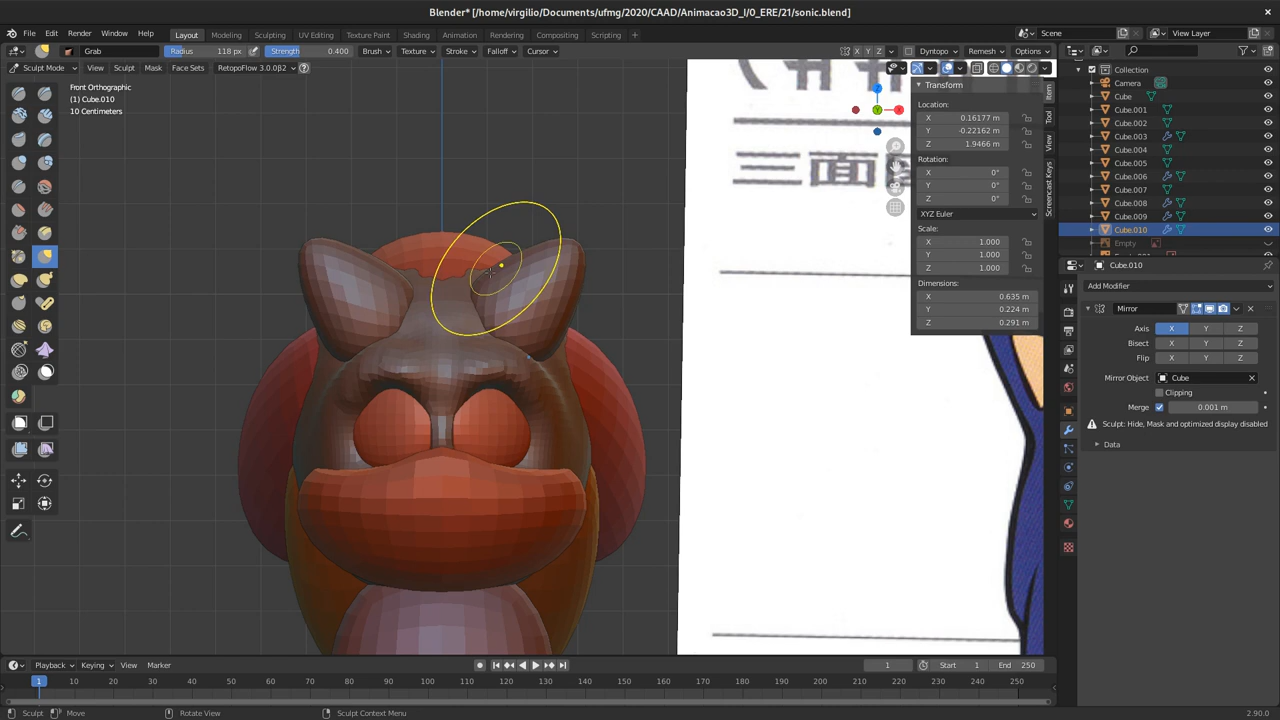 Blender* [/home/virgilio/Documents/ufmg/2020/CAAD/Animacao3D_I/0_ERE/21/sonic.blend]
File Edit Render Window Help Layout Modeling Sculpting UV Editing Texture Paint Shading Animation Rendering Compositing Scripting + Scene View Layer
Grab Radius 118 px Strength 0.400 Brush Texture Stroke Falloff Cursor X Y Z Dyntopo Remesh Options
Sculpt Mode View Sculpt Mask Face Sets RetopoFlow 3.0.0β2
Front Orthographic
(1) Cube.010
10 Centimeters
三面
Transform
Location:
X 0.16177 m
Y -0.22162 m
Z 1.9466 m
Rotation:
X 0°
Y 0°
Z 0°
XYZ Euler
Scale:
X 1.000
Y 1.000
Z 1.000
Dimensions:
X 0.635 m
Y 0.224 m
Z 0.291 m
Item
Tool
View
Screencast Keys
Z
Y
X
Collection
Camera
Cube
Cube.001
Cube.002
Cube.003
Cube.004
Cube.005
Cube.006
Cube.007
Cube.008
Cube.009
Cube.010
Empty
Cube.010
Add Modifier
Mirror
Axis X Y Z
Bisect X Y Z
Flip X Y Z
Mirror Object Cube
Clipping
Merge 0.001 m
Sculpt: Hide, Mask and optimized display disabled
Data
Playback Keying View Marker 1 Start 1 End 250
1 10 20 30 40 50 60 70 80 90 100 110 120 130 140 150 160 170 180 190 200 210 220 230 240 250
Sculpt Move Rotate View Sculpt Context Menu 2.90.0